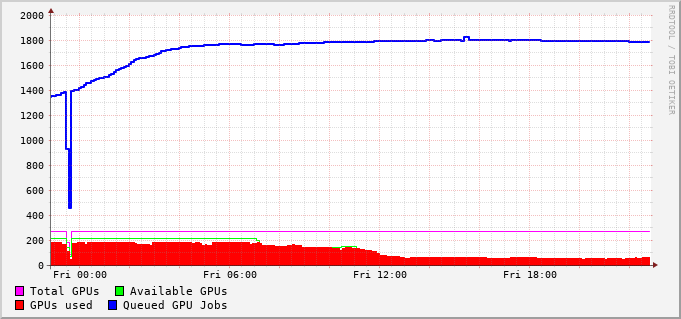 2000
1800
1600
1400
1200
1000
800
600
400
200
0
Fri 00:00 Fri 06:00 Fri 12:00 Fri 18:00
Total GPUs Available GPUs
GPUs used Queued GPU Jobs
RRDTOOL / TOBI OETIKER